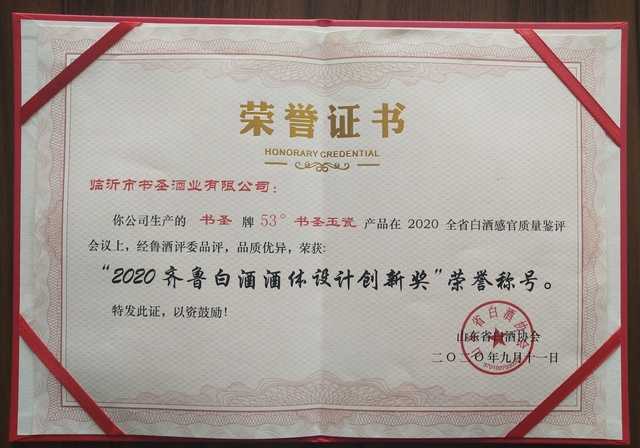 荣誉证书
HONORARY CREDENTIAL
临沂市书圣酒业有限公司：
你公司生产的 书圣 牌 53° 书圣玉瓷 产品在 2020 全省白酒感官质量鉴评
会议上，经鲁酒评委品评，品质优异，荣获:
“2020 齐鲁白酒酒体设计创新奖”荣誉称号。
特发此证，以资鼓励！
山东省白酒协会
二〇二〇年九月十一日